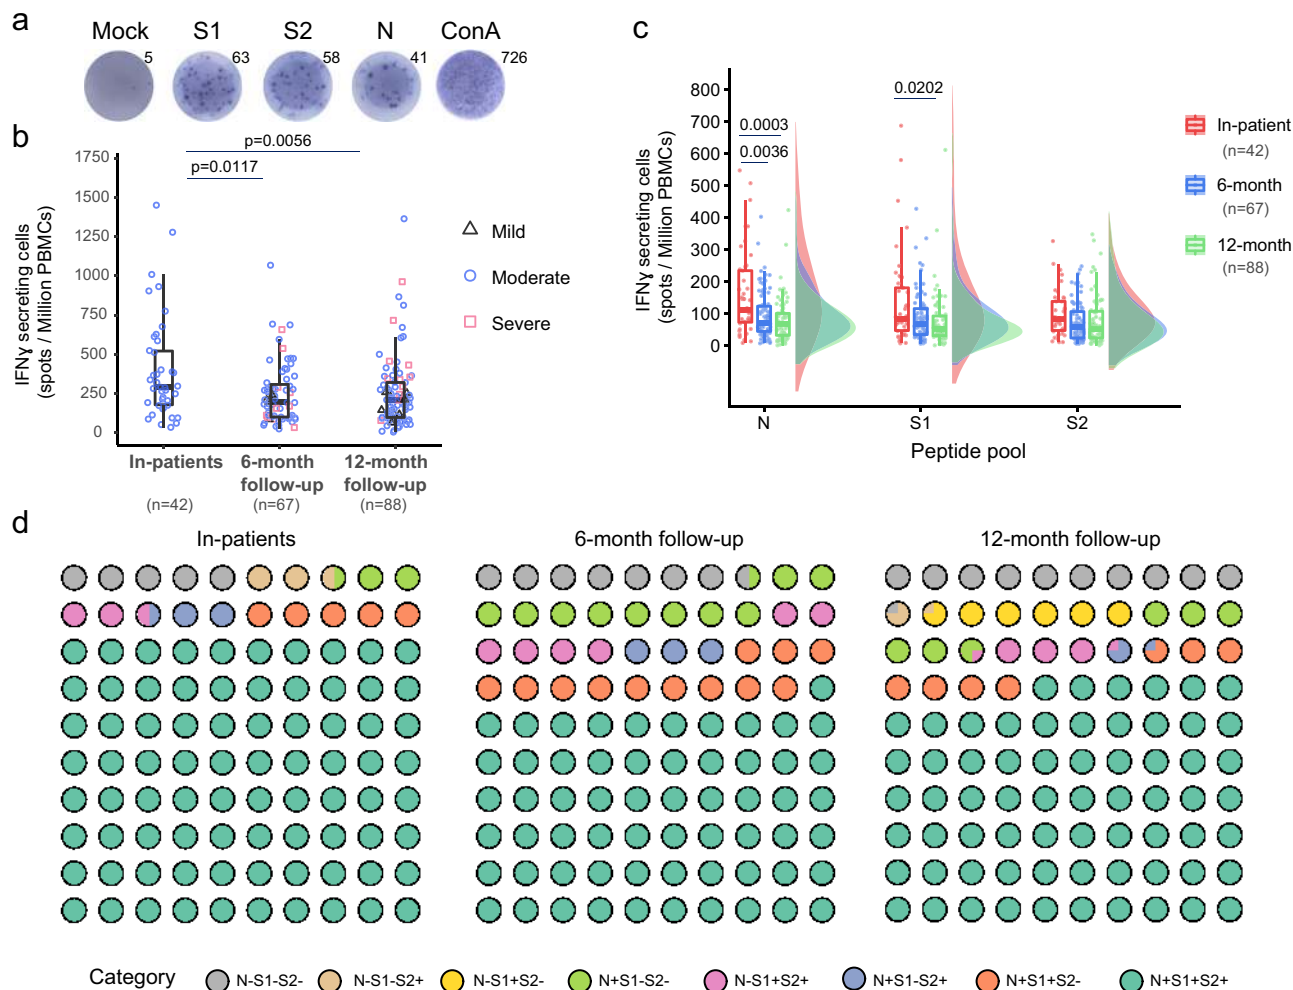 a
Mock S1 S2 N ConA
5 63 58 41 726
b
p=0.0056
p=0.0117
IFNγ secreting cells
(spots / Million PBMCs)
1750
1500
1250
1000
750
500
250
0
In-patients 6-month 12-month
follow-up follow-up
(n=42) (n=67) (n=88)
Mild
Moderate
Severe
c
IFNγ secreting cells
(spots / Million PBMCs)
800
700
600
500
400
300
200
100
0
0.0003
0.0036
0.0202
N S1 S2
Peptide pool
In-patient
(n=42)
6-month
(n=67)
12-month
(n=88)
d
In-patients 6-month follow-up 12-month follow-up
Category N-S1-S2- N-S1-S2+ N-S1+S2- N+S1-S2- N-S1+S2+ N+S1-S2+ N+S1+S2- N+S1+S2+